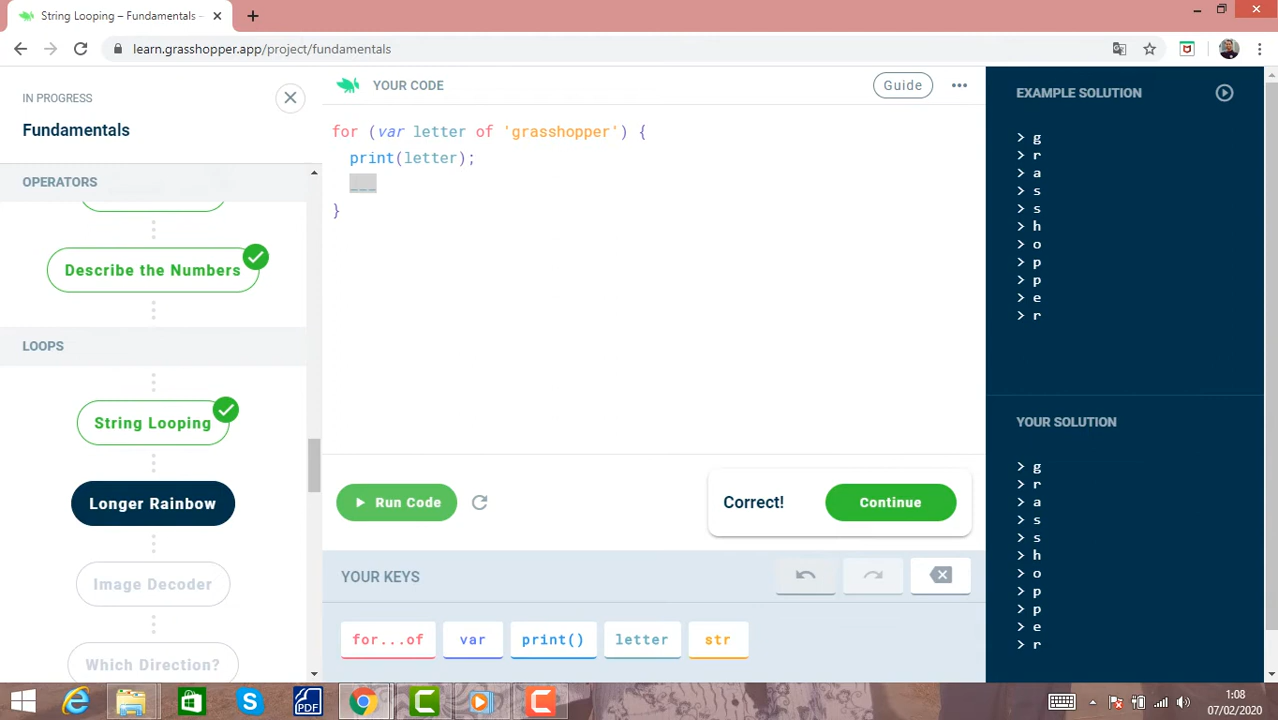 String Looping – Fundamentals –
learn.grasshopper.app/project/fundamentals
IN PROGRESS
Fundamentals
OPERATORS
Describe the Numbers
LOOPS
String Looping
Longer Rainbow
Image Decoder
Which Direction?
YOUR CODE
Guide
for (var letter of 'grasshopper') {
print(letter);
___
}
Run Code
Correct!
Continue
YOUR KEYS
for...of
var
print()
letter
str
EXAMPLE SOLUTION
> g
> r
> a
> s
> s
> h
> o
> p
> p
> e
> r
YOUR SOLUTION
> g
> r
> a
> s
> s
> h
> o
> p
> p
> e
> r
PDF
1:08
07/02/2020